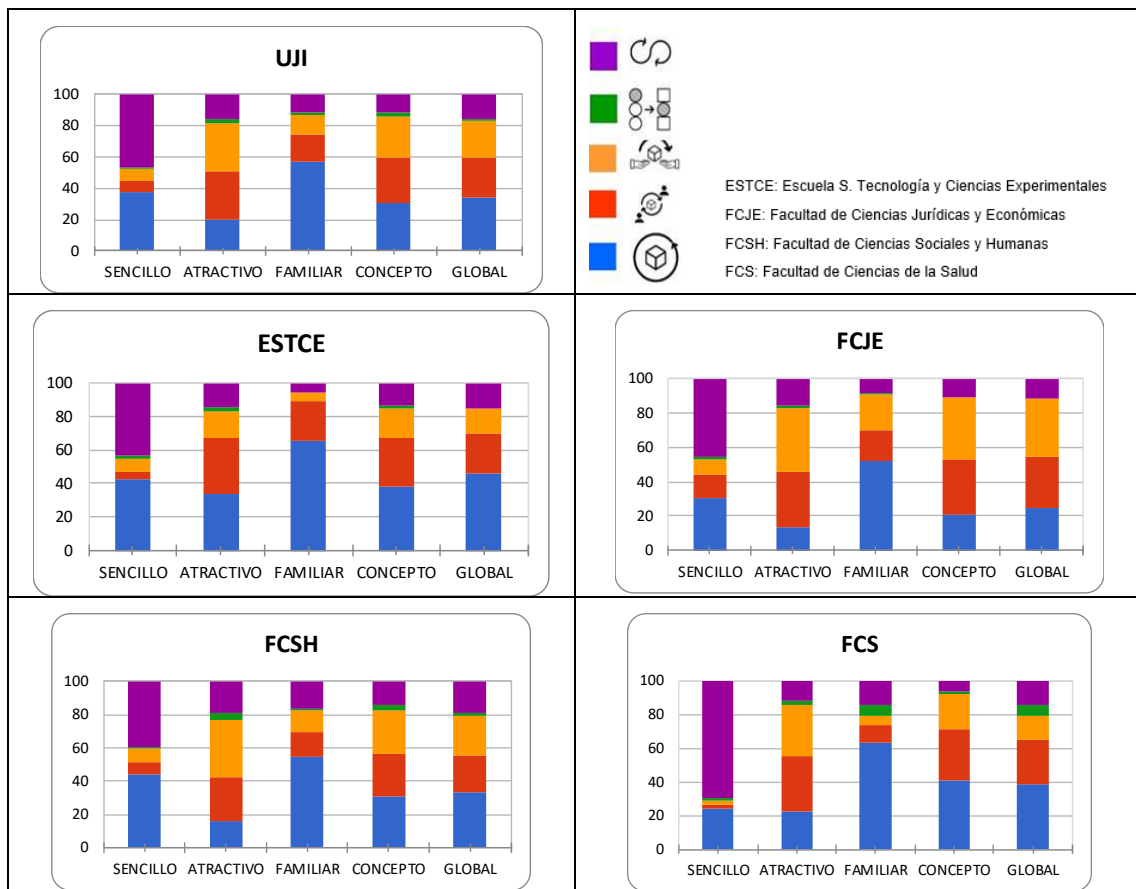 UJI
100
80
60
40
20
0
SENCILLO ATRACTIVO FAMILIAR CONCEPTO GLOBAL
ESTCE: Escuela S. Tecnología y Ciencias Experimentales
FCJE: Facultad de Ciencias Jurídicas y Económicas
FCSH: Facultad de Ciencias Sociales y Humanas
FCS: Facultad de Ciencias de la Salud
ESTCE
100
80
60
40
20
0
SENCILLO ATRACTIVO FAMILIAR CONCEPTO GLOBAL
FCJE
100
80
60
40
20
0
SENCILLO ATRACTIVO FAMILIAR CONCEPTO GLOBAL
FCSH
100
80
60
40
20
0
SENCILLO ATRACTIVO FAMILIAR CONCEPTO GLOBAL
FCS
100
80
60
40
20
0
SENCILLO ATRACTIVO FAMILIAR CONCEPTO GLOBAL